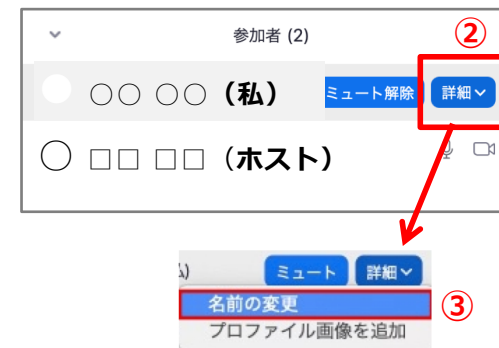 参加者 (2)
②
○○ ○○（私）
ミュート解除
詳細
○ □□ □□（ホスト）
ミュート
詳細
名前の変更
③
プロファイル画像を追加